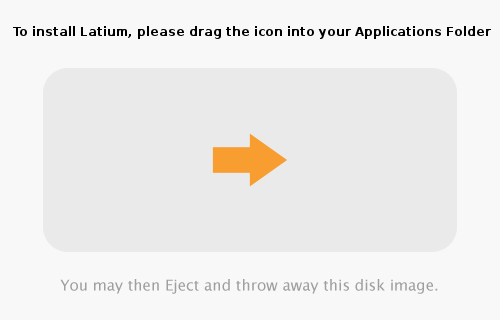 To install Latium, please drag the icon into your Applications Folder
You may then Eject and throw away this disk image.